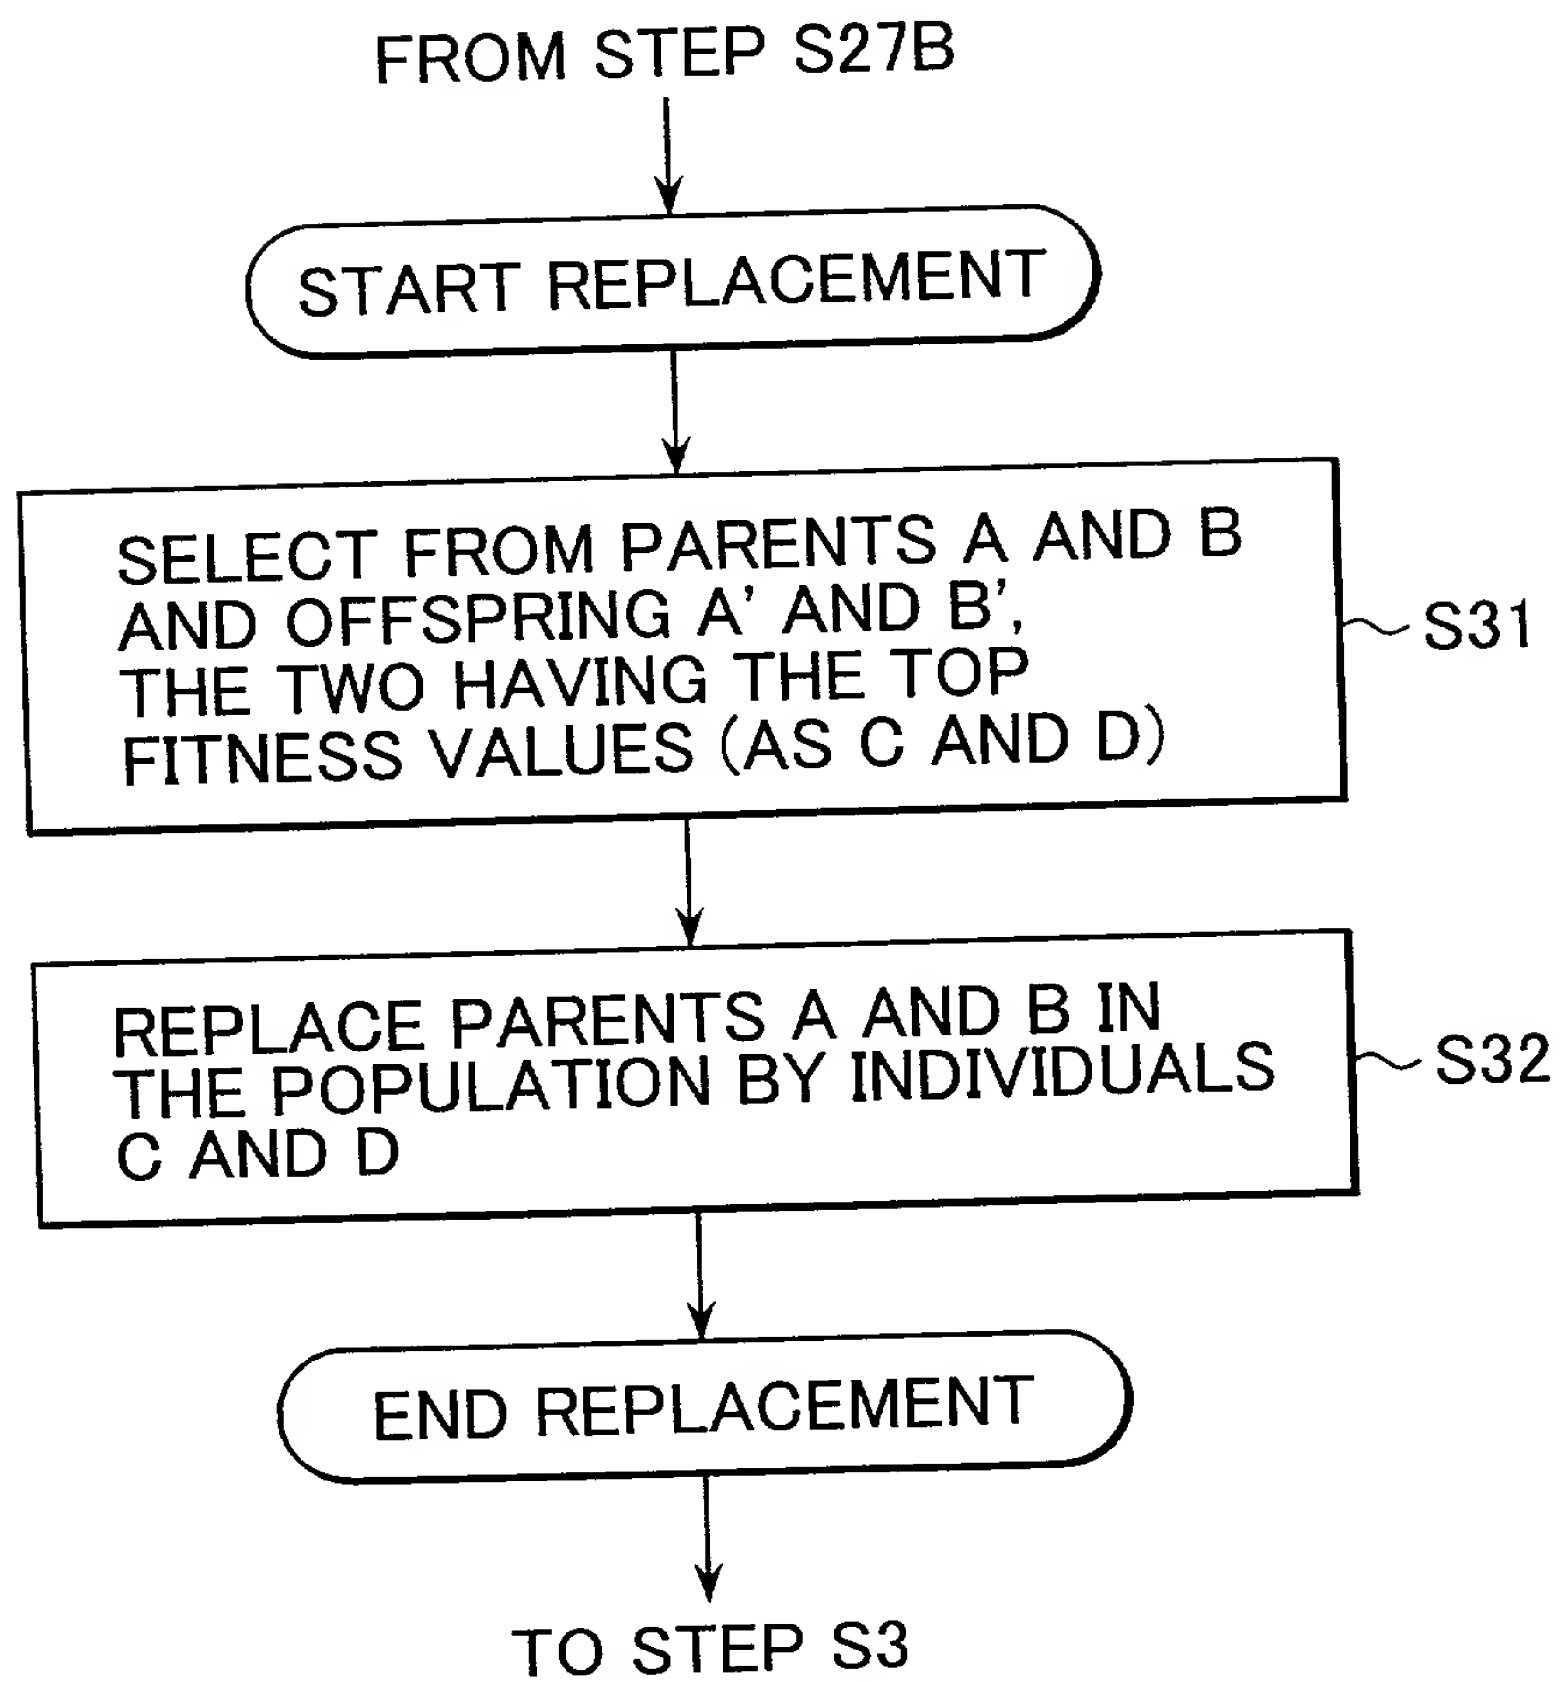 FROM STEP S27B
START REPLACEMENT
SELECT FROM PARENTS A AND B
AND OFFSPRING A' AND B',
THE TWO HAVING THE TOP
FITNESS VALUES (AS C AND D)
S31
REPLACE PARENTS A AND B IN
THE POPULATION BY INDIVIDUALS
C AND D
S32
END REPLACEMENT
TO STEP S3